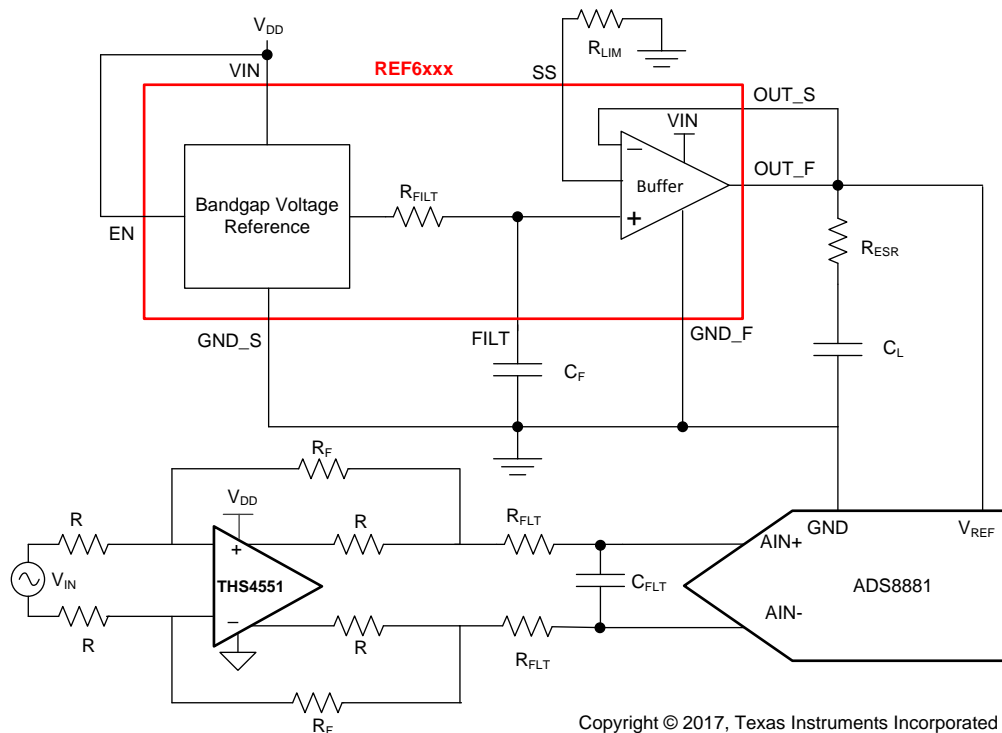 VDD
VIN
REF6xxx
SS
RLIM
OUT_S
VIN
Buffer
OUT_F
Bandgap Voltage
Reference
RFILT
EN
RESR
GND_S
FILT
GND_F
CF
CL
RF
VDD
R
R
RFLT
GND
VREF
AIN+
VIN
THS4551
CFLT
ADS8881
AIN-
R
R
RFLT
RF
Copyright © 2017, Texas Instruments Incorporated